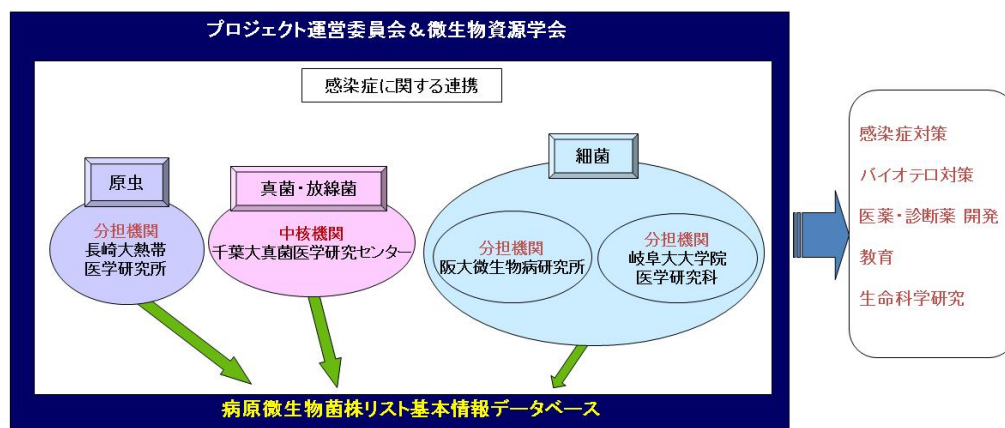 プロジェクト運営委員会&微生物資源学会
感染症に関する連携
原虫
分担機関
長崎大熱帯
医学研究所
真菌・放線菌
中核機関
千葉大真菌医学研究センター
細菌
分担機関
阪大微生物病研究所
分担機関
岐阜大大学院
医学研究科
病原微生物菌株リスト基本情報データベース
感染症対策
バイオテロ対策
医薬・診断薬 開発
教育
生命科学研究